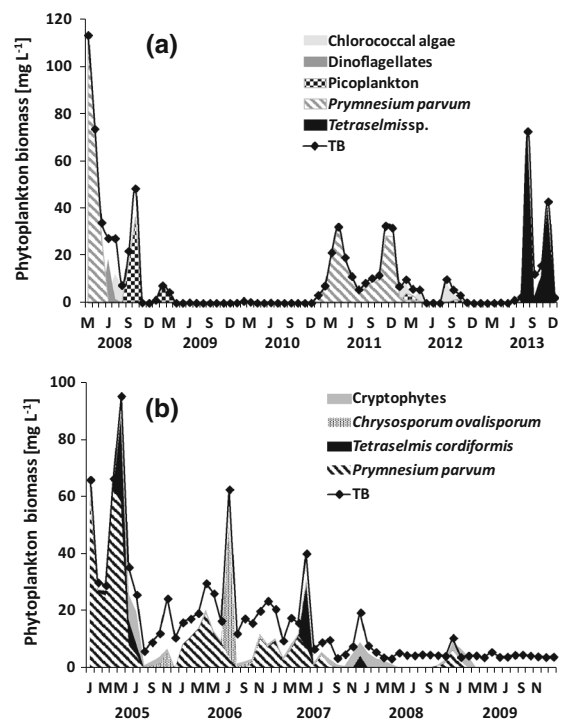 120
(a)
Chlorococcal algae
100
Dinoflagellates
Picoplankton
80
Prymnesium parvum
Tetraselmissp.
60
TB
40
20
0
Phytoplankton biomass [mg L-1]
M J S D M J S D M J S D M J S D M J S D M J S D
2008 2009 2010 2011 2012 2013
100
(b)
Cryptophytes
Chrysosporum ovalisporum
80
Tetraselmis cordiformis
Prymnesium parvum
60
TB
40
20
0
Phytoplankton biomass [mg L-1]
J M M J S N J M M J S N J M M J S N J M M J S N J M M J S N
2005 2006 2007 2008 2009